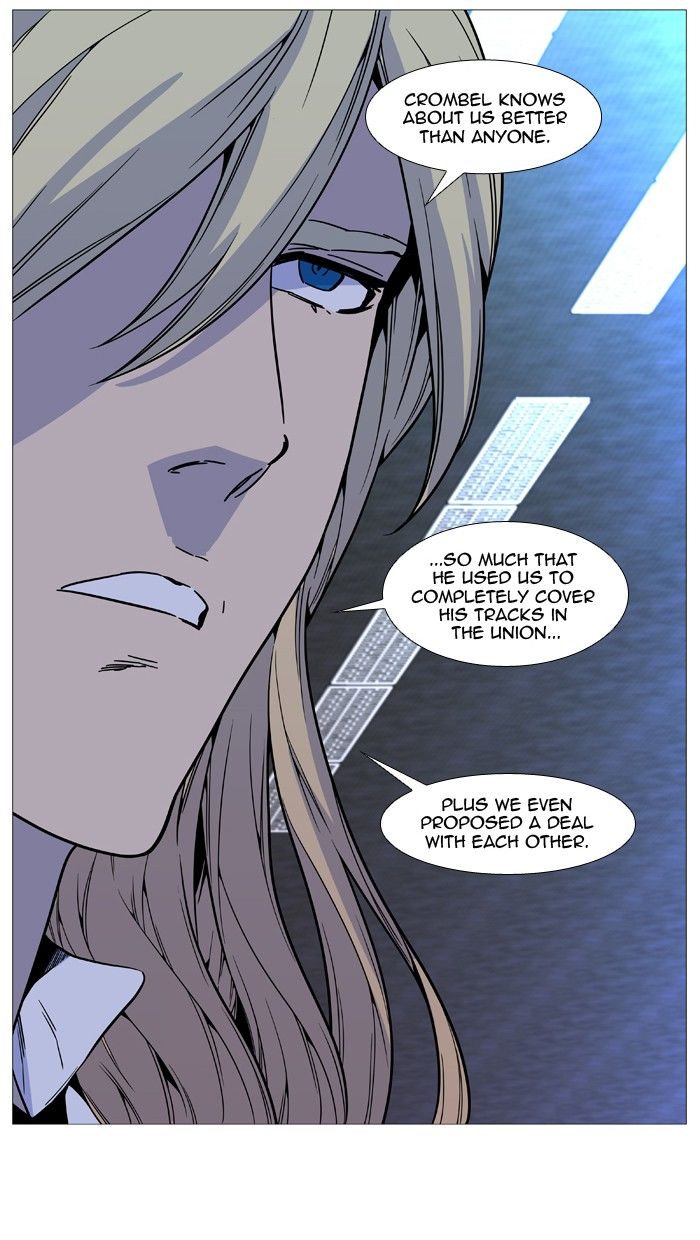 CROMBEL KNOWS
ABOUT US BETTER
THAN ANYONE.
...SO MUCH THAT
HE USED US TO
COMPLETELY COVER
HIS TRACKS IN
THE UNION...
PLUS WE EVEN
PROPOSED A DEAL
WITH EACH OTHER.